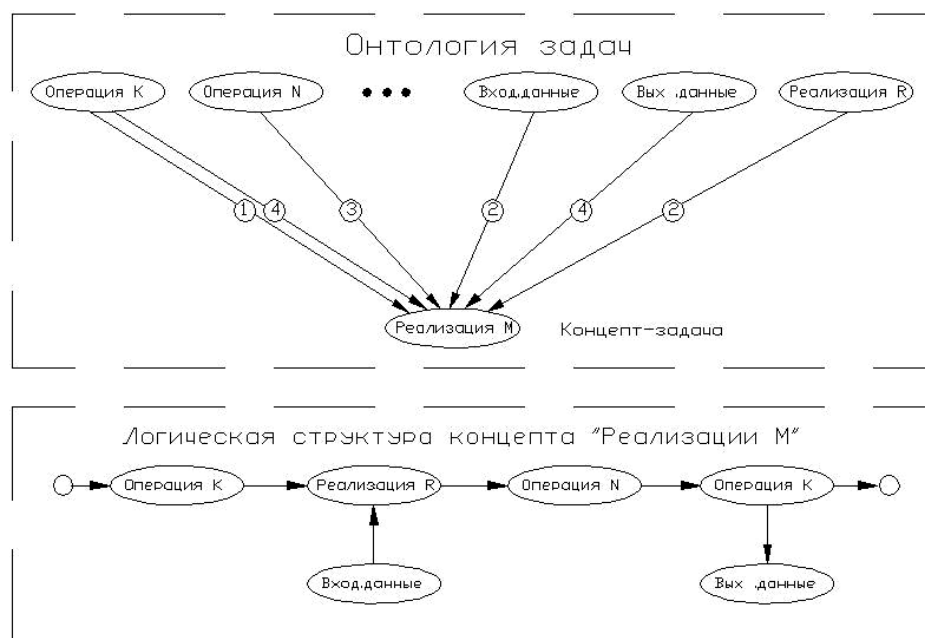 Онтология задач
Операция K
Операция N
Вход.данные
Вых .данные
Реализация R
1
4
3
2
4
2
Реализация M
Концепт-задача
Логическая структура концепта "Реализации M"
Операция K
Реализация R
Операция N
Операция K
Вход.данные
Вых .данные